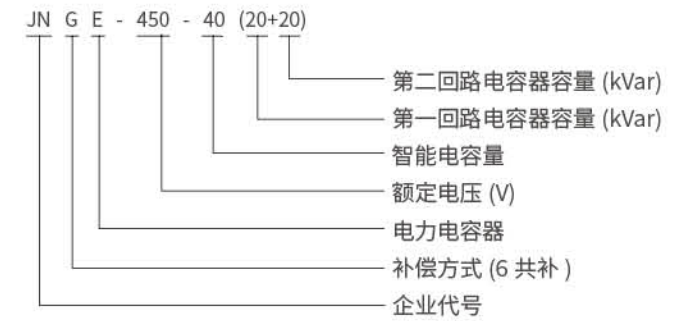 JN G E - 450 - 40 (20+20)
第二回路电容器容量 (kVar)
第一回路电容器容量 (kVar)
智能电容量
额定电压 (V)
电力电容器
补偿方式 (6 共补 )
企业代号